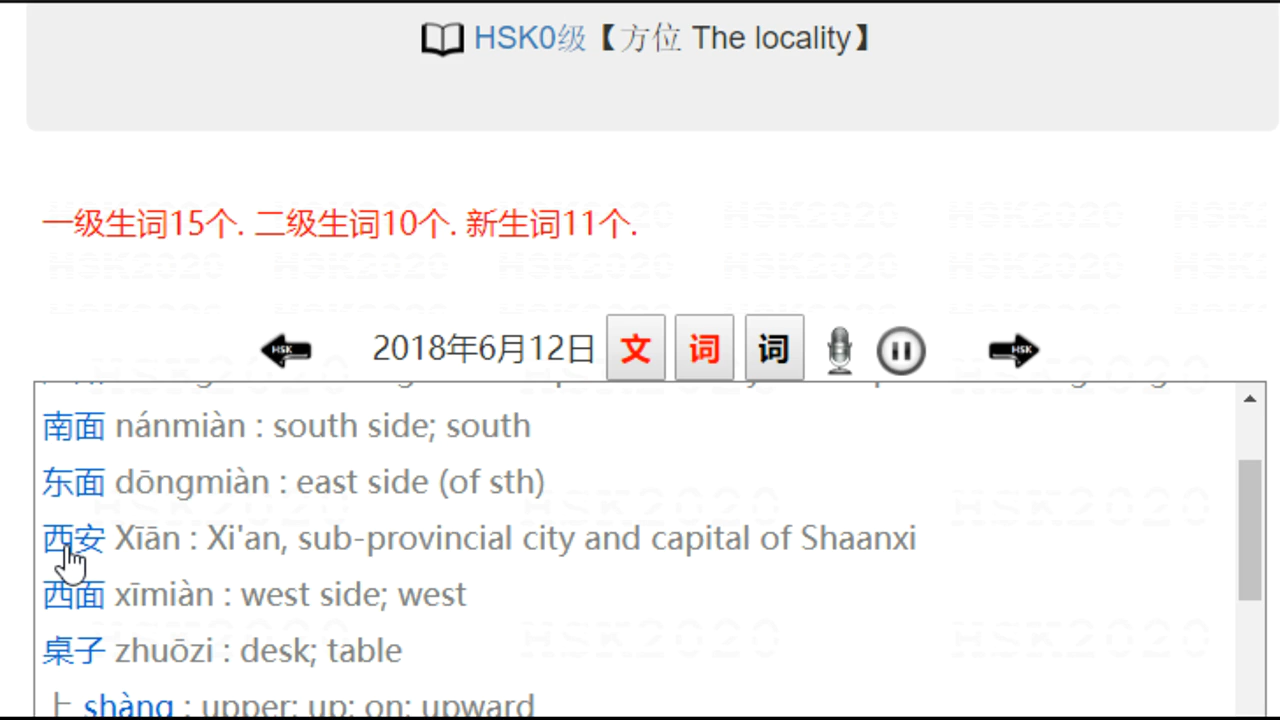 HSK0级【方位 The locality】
一级生词15个. 二级生词10个. 新生词11个.
HSK HSK
2018年6月12日 文 词 词
南面 nánmiàn : south side; south
东面 dōngmiàn : east side (of sth)
西安 Xīān : Xi'an, sub-provincial city and capital of Shaanxi
西面 xīmiàn : west side; west
桌子 zhuōzi : desk; table
上 shàng : upper; up; on; upward